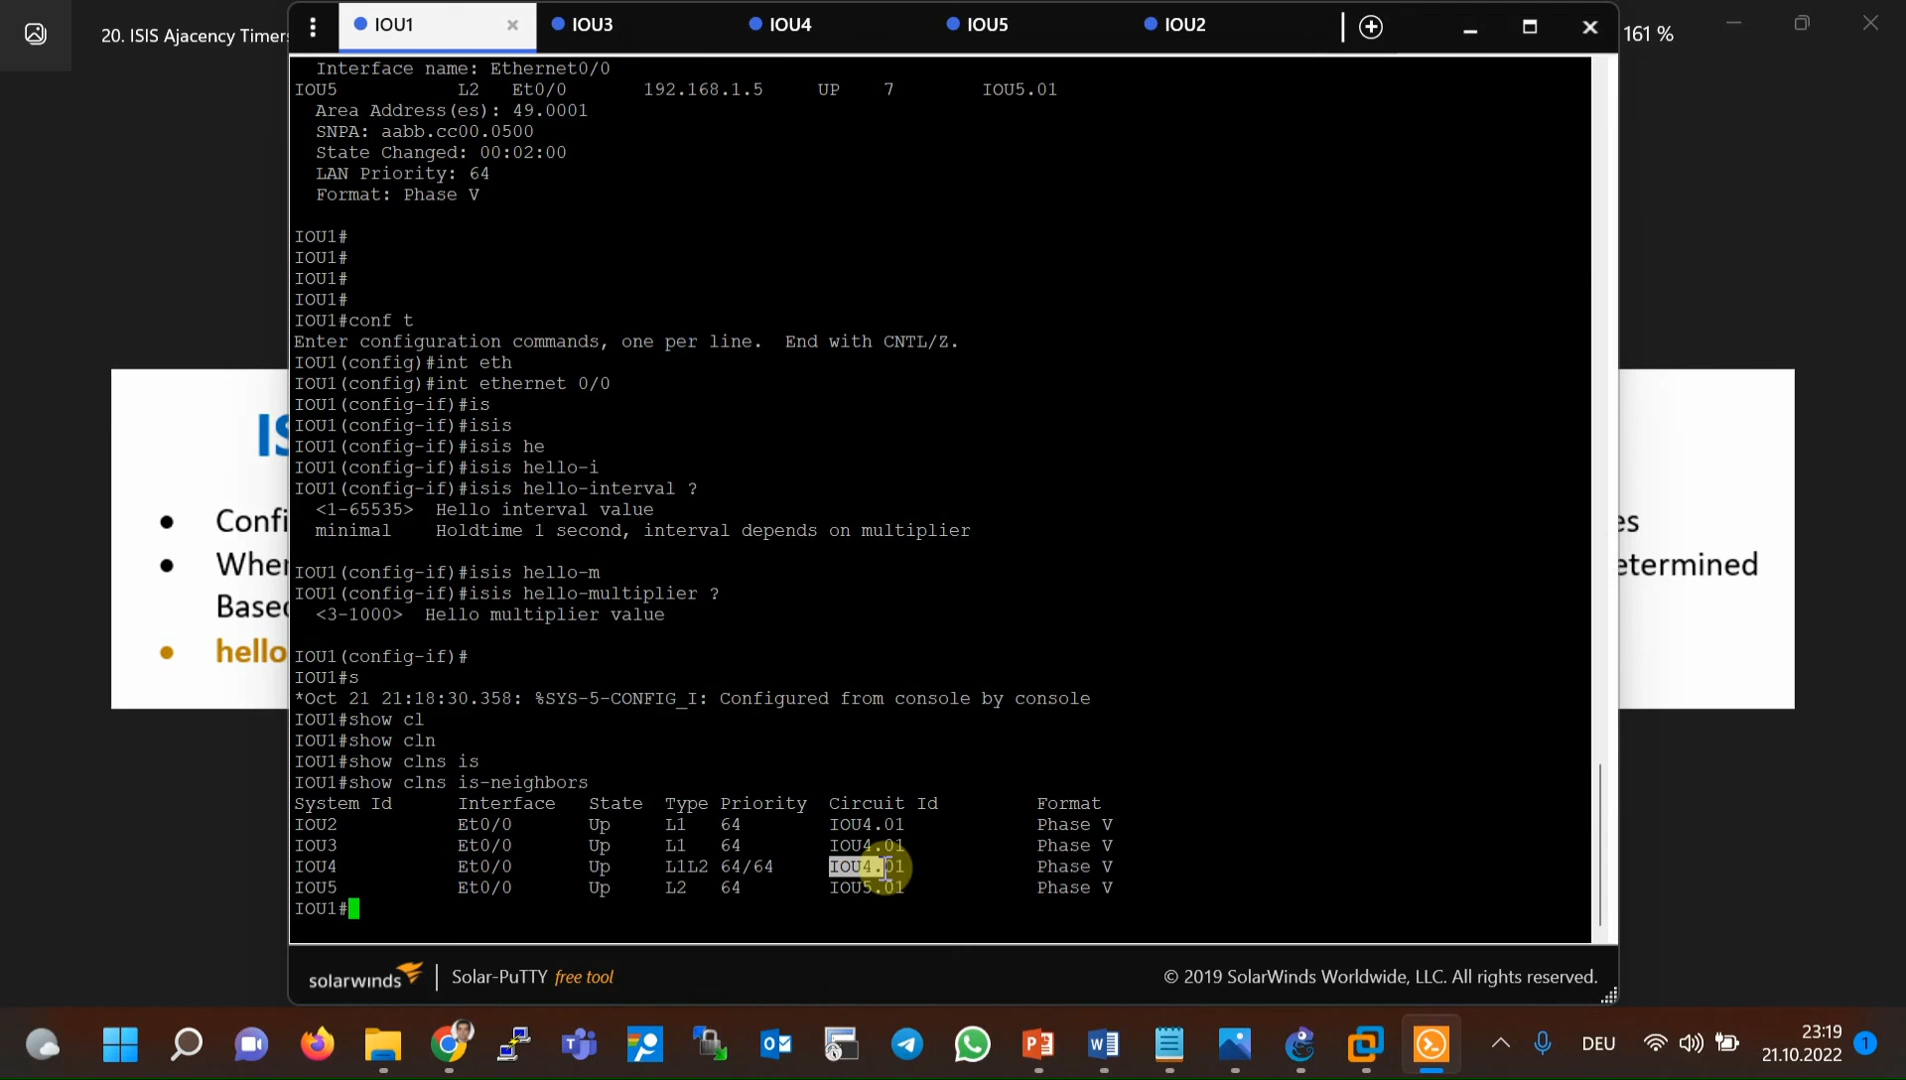 20. ISIS Ajacency Timers
IOU1
IOU3
IOU4
IOU5
IOU2
161 %
Interface name: Ethernet0/0
IOU5 L2 Et0/0 192.168.1.5 UP 7 IOU5.01
Area Address(es): 49.0001
SNPA: aabb.cc00.0500
State Changed: 00:02:00
LAN Priority: 64
Format: Phase V
IOU1#
IOU1#
IOU1#
IOU1#
IOU1#conf t
Enter configuration commands, one per line. End with CNTL/Z.
IOU1(config)#int eth
IOU1(config)#int ethernet 0/0
IOU1(config-if)#is
IOU1(config-if)#isis
IOU1(config-if)#isis he
IOU1(config-if)#isis hello-i
IOU1(config-if)#isis hello-interval ?
<1-65535> Hello interval value
minimal Holdtime 1 second, interval depends on multiplier
IOU1(config-if)#isis hello-m
IOU1(config-if)#isis hello-multiplier ?
<3-1000> Hello multiplier value
IOU1(config-if)#
IOU1#s
*Oct 21 21:18:30.358: %SYS-5-CONFIG_I: Configured from console by console
IOU1#show cl
IOU1#show cln
IOU1#show clns is
IOU1#show clns is-neighbors
System Id Interface State Type Priority Circuit Id Format
IOU2 Et0/0 Up L1 64 IOU4.01 Phase V
IOU3 Et0/0 Up L1 64 IOU4.01 Phase V
IOU4 Et0/0 Up L1L2 64/64 IOU4.01 Phase V
IOU5 Et0/0 Up L2 64 IOU5.01 Phase V
IOU1#
IS
Confi
es
When
etermined
Base
hello
solarwinds | Solar-PuTTY free tool
© 2019 SolarWinds Worldwide, LLC. All rights reserved.
DEU
23:19
21.10.2022
1